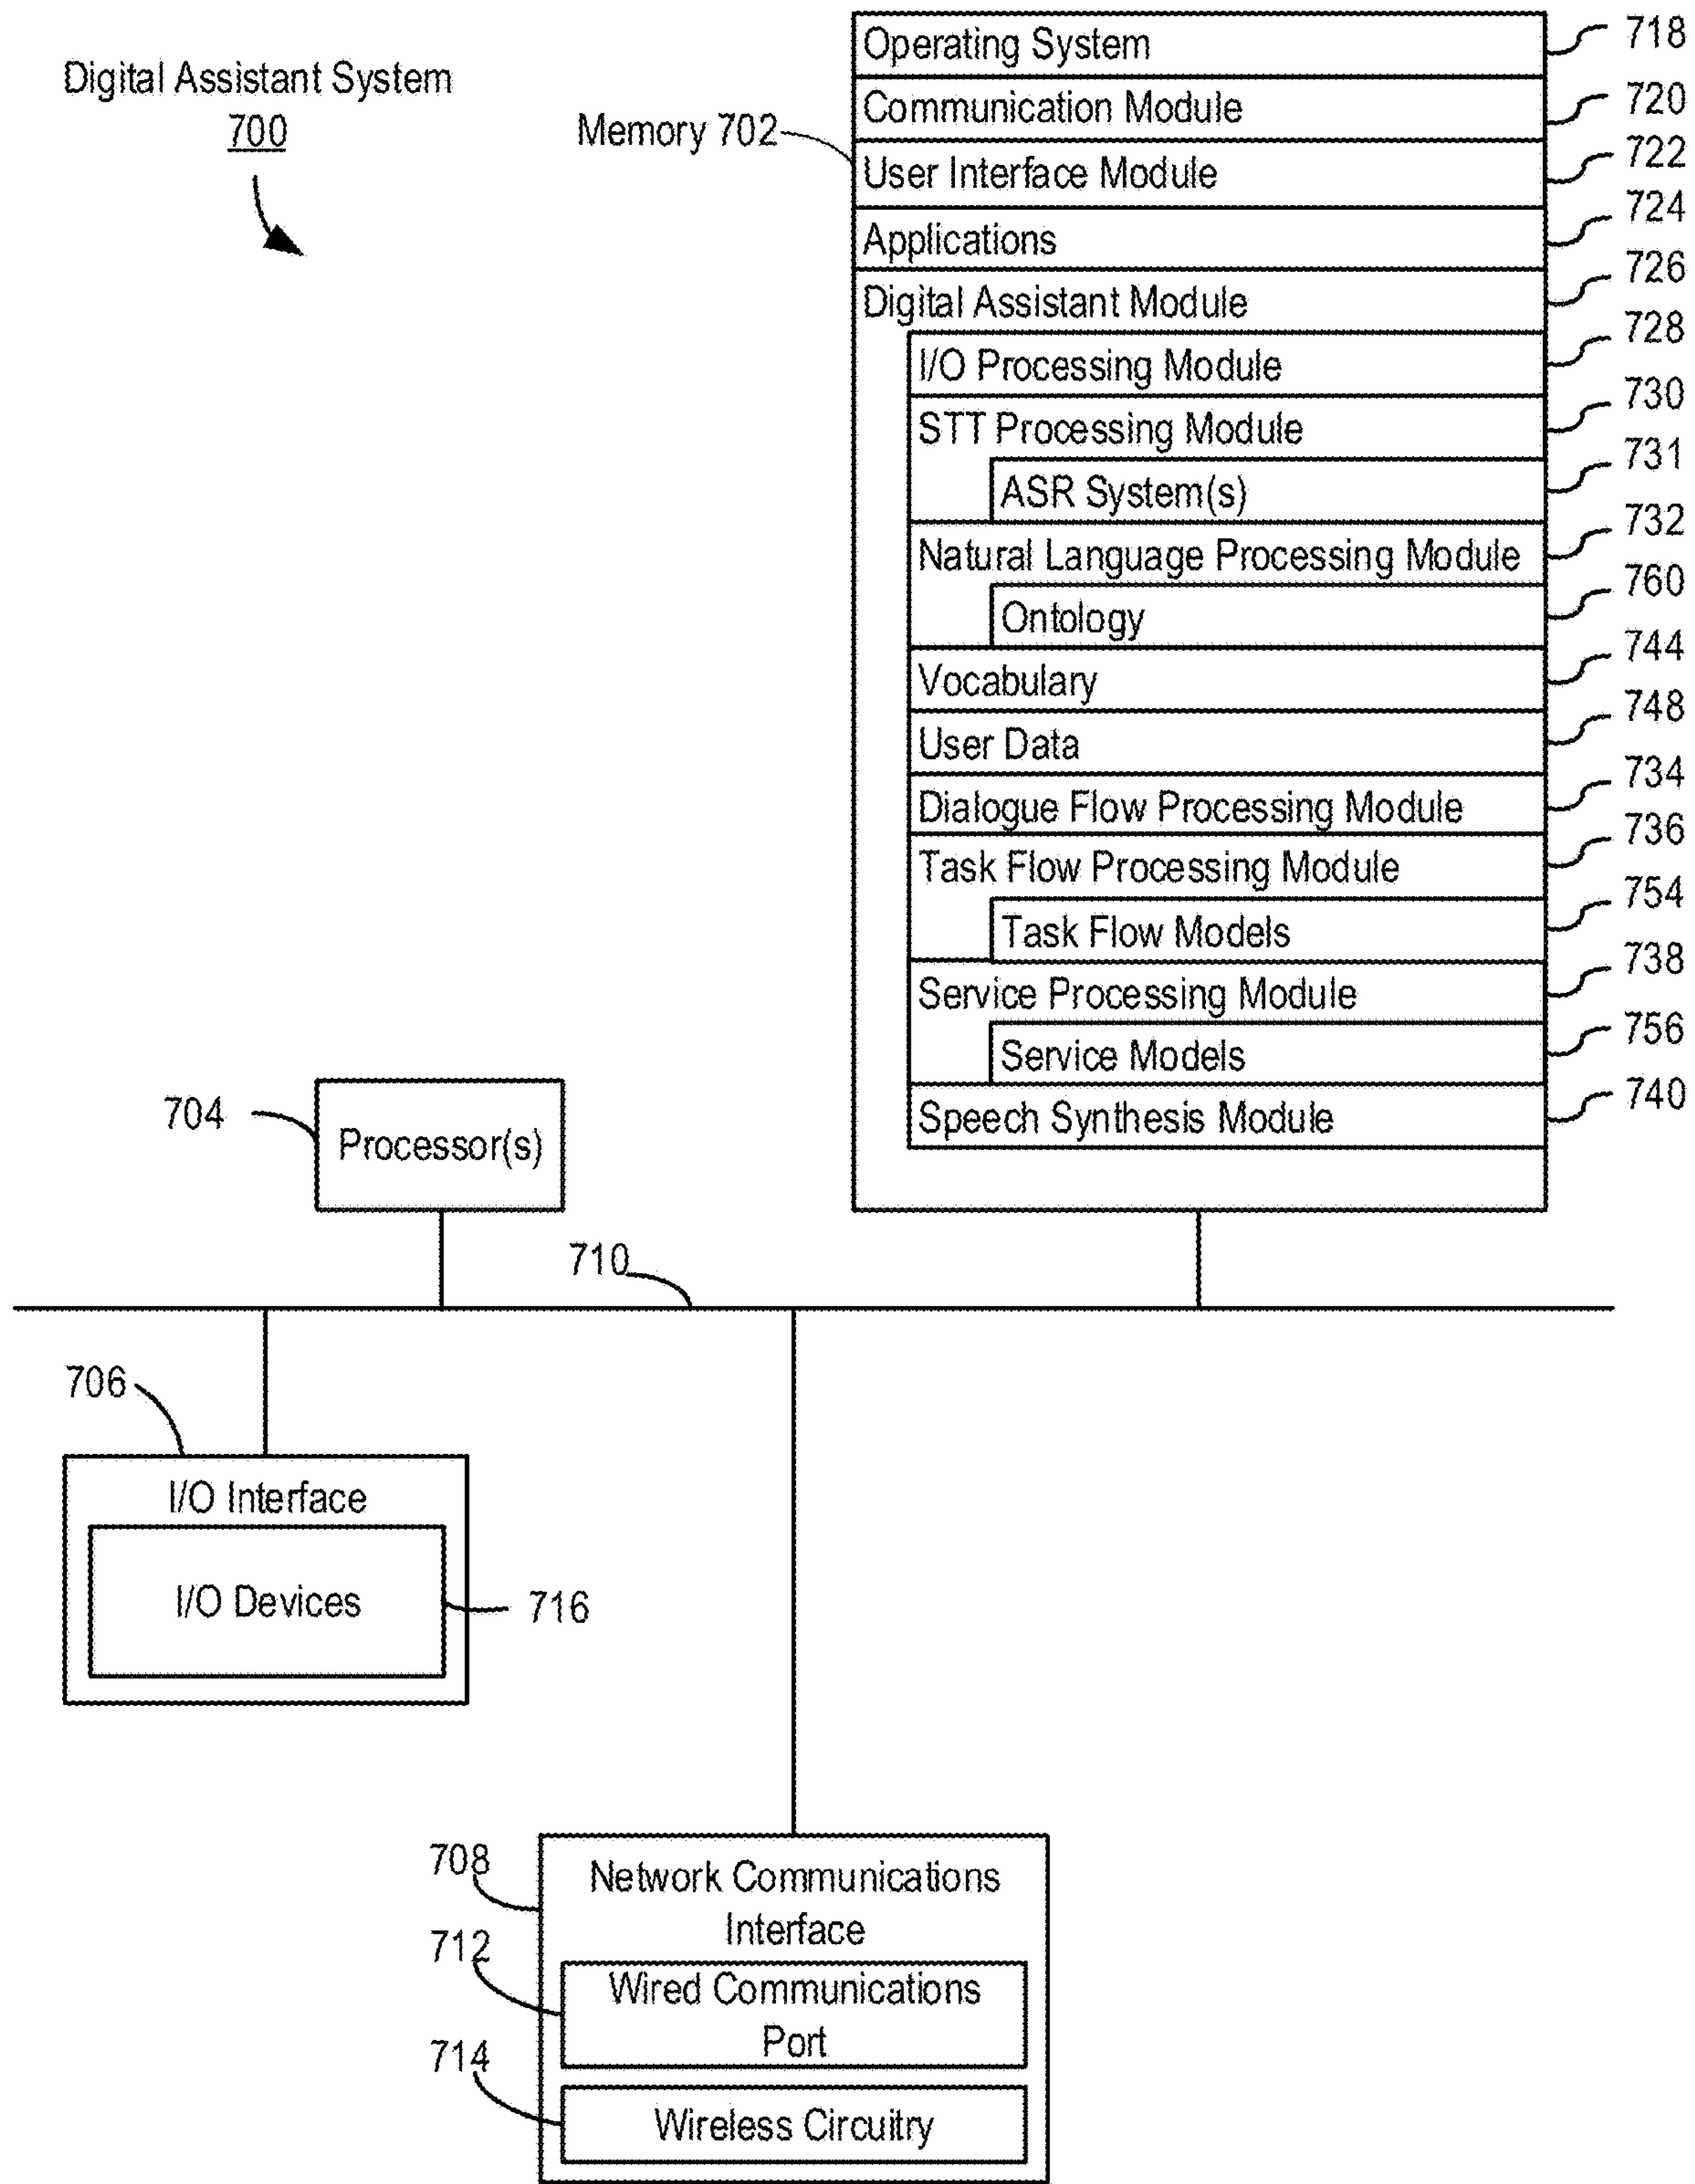 Digital Assistant System
700
Memory 702
Operating System 718
Communication Module 720
User Interface Module 722
Applications 724
Digital Assistant Module 726
I/O Processing Module 728
STT Processing Module 730
ASR System(s) 731
Natural Language Processing Module 732
Ontology 760
Vocabulary 744
User Data 748
Dialogue Flow Processing Module 734
Task Flow Processing Module 736
Task Flow Models 754
Service Processing Module 738
Service Models 756
Speech Synthesis Module 740
704
Processor(s)
710
706
I/O Interface
I/O Devices
716
708
Network Communications
Interface
712
Wired Communications
Port
714
Wireless Circuitry